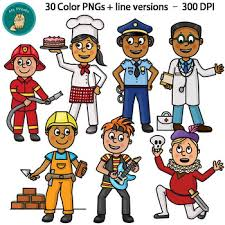 30 Color PNGs + line versions – 300 DPI